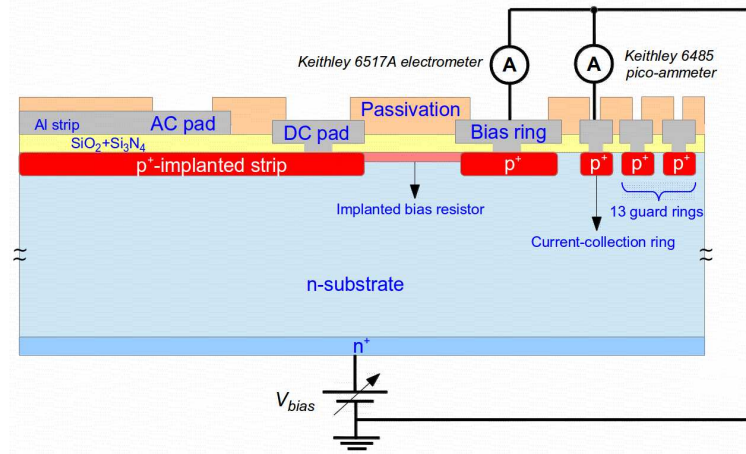 Keithley 6517A electrometer
A
A
Keithley 6485
pico-ammeter
Passivation
Al strip
AC pad
DC pad
Bias ring
SiO₂+Si₃N₄
p⁺-implanted strip
p⁺
p⁺
p⁺
p⁺
Implanted bias resistor
13 guard rings
Current-collection ring
≈
≈
n-substrate
n⁺
V_bias